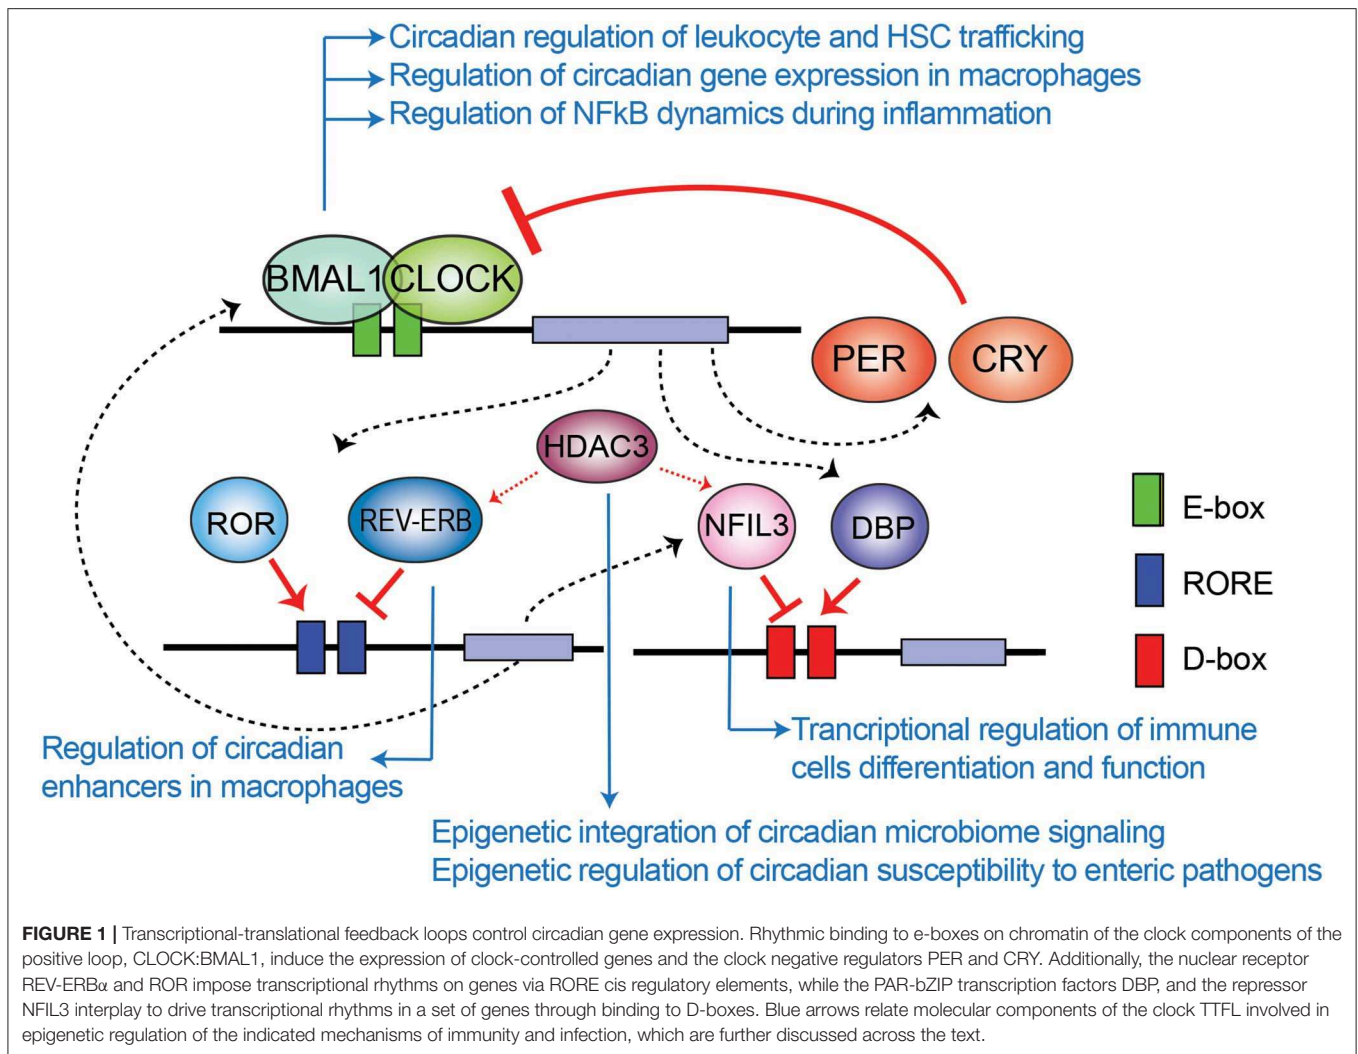 Circadian regulation of leukocyte and HSC trafficking
Regulation of circadian gene expression in macrophages
Regulation of NFkB dynamics during inflammation
BMAL1
CLOCK
PER
CRY
HDAC3
ROR
REV-ERB
NFIL3
DBP
E-box
RORE
D-box
Regulation of circadian
enhancers in macrophages
Trancriptional regulation of immune
cells differentiation and function
Epigenetic integration of circadian microbiome signaling
Epigenetic regulation of circadian susceptibility to enteric pathogens
FIGURE 1 | Transcriptional-translational feedback loops control circadian gene expression. Rhythmic binding to e-boxes on chromatin of the clock components of the
positive loop, CLOCK:BMAL1, induce the expression of clock-controlled genes and the clock negative regulators PER and CRY. Additionally, the nuclear receptor
REV-ERBα and ROR impose transcriptional rhythms on genes via RORE cis regulatory elements, while the PAR-bZIP transcription factors DBP, and the repressor
NFIL3 interplay to drive transcriptional rhythms in a set of genes through binding to D-boxes. Blue arrows relate molecular components of the clock TTFL involved in
epigenetic regulation of the indicated mechanisms of immunity and infection, which are further discussed across the text.